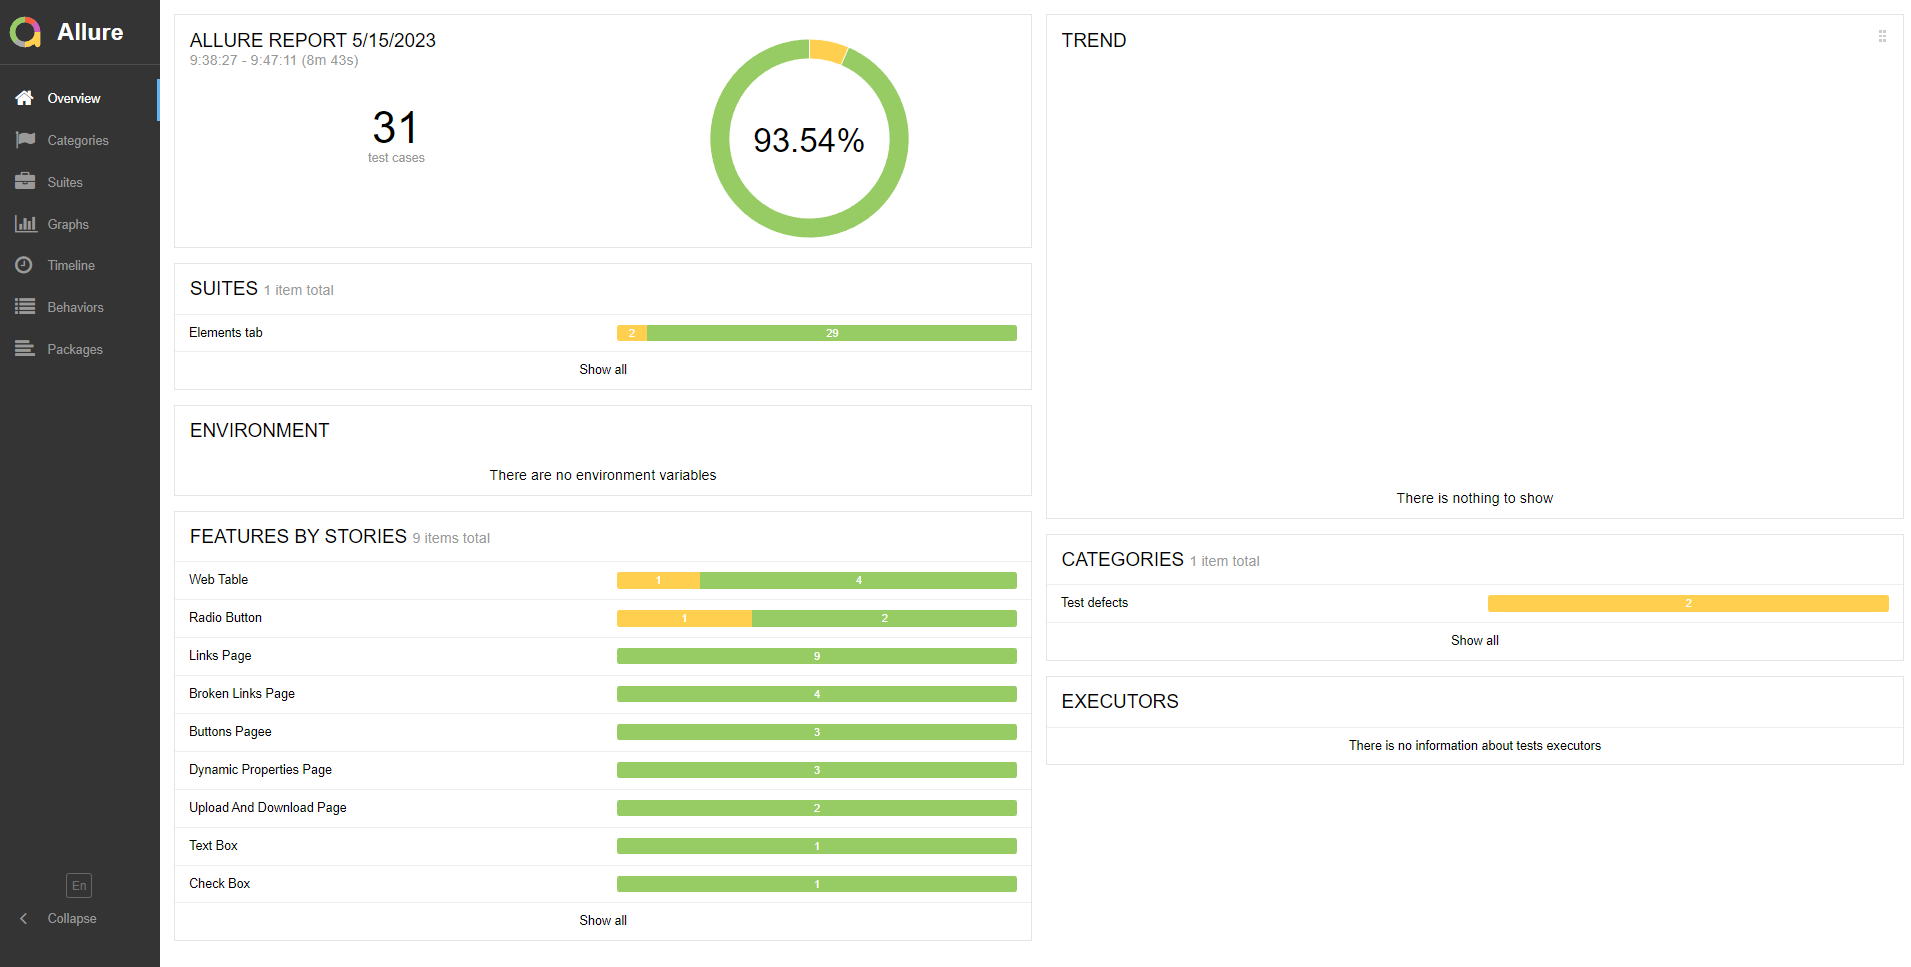 Allure
Overview
Categories
Suites
Graphs
Timeline
Behaviors
Packages
En
Collapse
ALLURE REPORT 5/15/2023
9:38:27 - 9:47:11 (8m 43s)
31
test cases
93.54%
SUITES 1 item total
Elements tab 2 29
Show all
ENVIRONMENT
There are no environment variables
FEATURES BY STORIES 9 items total
Web Table 1 4
Radio Button 1 2
Links Page 9
Broken Links Page 4
Buttons Pagee 3
Dynamic Properties Page 3
Upload And Download Page 2
Text Box 1
Check Box 1
Show all
TREND
There is nothing to show
CATEGORIES 1 item total
Test defects 2
Show all
EXECUTORS
There is no information about tests executors